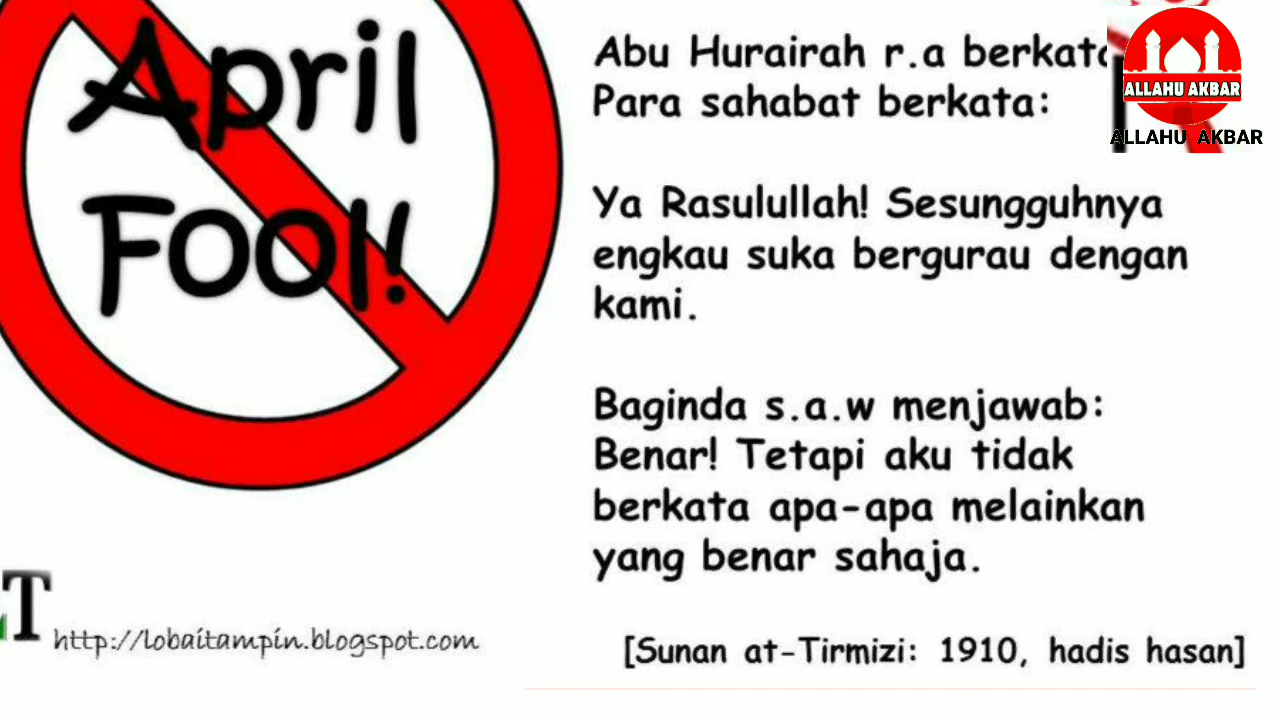 April
Fool!
Abu Hurairah r.a berkata
Para sahabat berkata:
Ya Rasulullah! Sesungguhnya
engkau suka bergurau dengan
kami.
Baginda s.a.w menjawab:
Benar! Tetapi aku tidak
berkata apa-apa melainkan
yang benar sahaja.
[Sunan at-Tirmizi: 1910, hadis hasan]
T
http://lobaitampin.blogspot.com
ALLAHU AKBAR
ALLAHU AKBAR